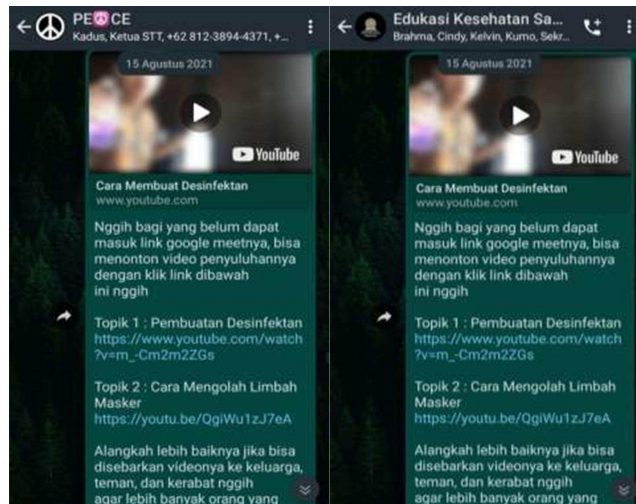 PE☮CE
Kadus, Ketua STT, +62 812-3894-4371, +...
15 Agustus 2021
YouTube
Cara Membuat Desinfektan
www.youtube.com
Nggih bagi yang belum dapat
masuk link google meetnya, bisa
menonton video penyuluhannya
dengan klik link dibawah
ini nggih
Topik 1 : Pembuatan Desinfektan
https://www.youtube.com/watch
?v=m_-Cm2m2ZGs
Topik 2 : Cara Mengolah Limbah
Masker
https://youtu.be/QgiWu1zJ7eA
Alangkah lebih baiknya jika bisa
disebarkan videonya ke keluarga,
teman, dan kerabat nggih
agar lebih banyak orang yang
Edukasi Kesehatan Sa...
Brahma, Cindy, Kelvin, Kumo, Sekr...
15 Agustus 2021
YouTube
Cara Membuat Desinfektan
www.youtube.com
Nggih bagi yang belum dapat
masuk link google meetnya, bisa
menonton video penyuluhannya
dengan klik link dibawah
ini nggih
Topik 1 : Pembuatan Desinfektan
https://www.youtube.com/watch
?v=m_-Cm2m2ZGs
Topik 2 : Cara Mengolah Limbah
Masker
https://youtu.be/QgiWu1zJ7eA
Alangkah lebih baiknya jika bisa
disebarkan videonya ke keluarga,
teman, dan kerabat nggih
agar lebih banyak orang yang